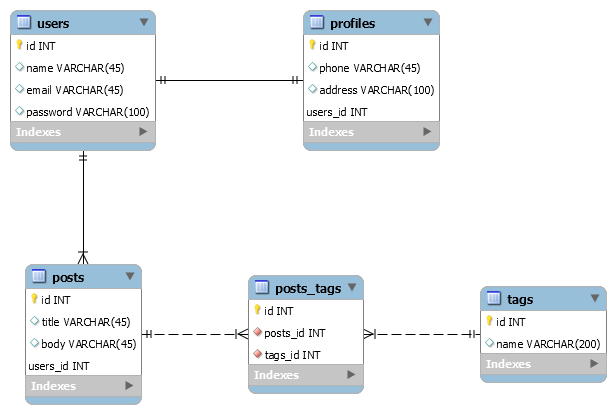 users
id INT
name VARCHAR(45)
email VARCHAR(45)
password VARCHAR(100)
Indexes
profiles
id INT
phone VARCHAR(45)
address VARCHAR(100)
users_id INT
Indexes
posts
id INT
title VARCHAR(45)
body VARCHAR(45)
users_id INT
Indexes
posts_tags
id INT
posts_id INT
tags_id INT
Indexes
tags
id INT
name VARCHAR(200)
Indexes